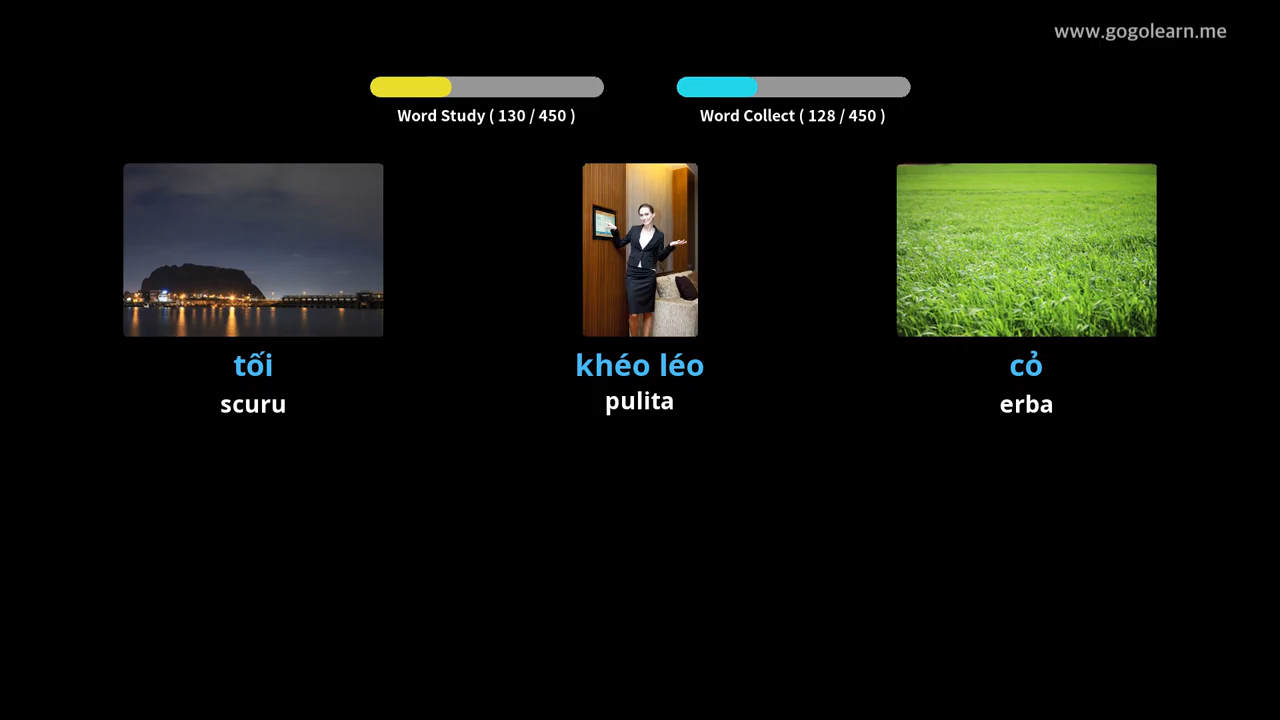 www.gogolearn.me
Word Study ( 130 / 450 )
Word Collect ( 128 / 450 )
tối
khéo léo
cỏ
scuru
pulita
erba